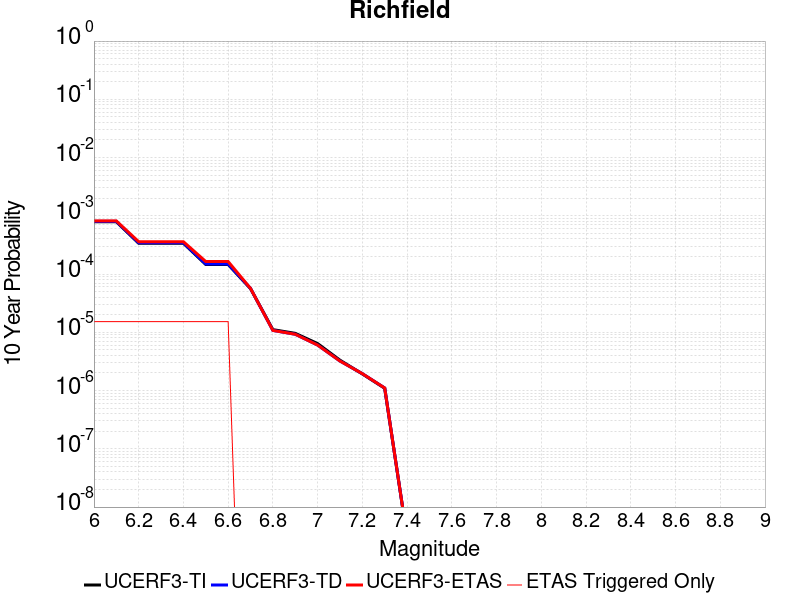 Richfield
10^0
10^-1
10^-2
10^-3
10^-4
10^-5
10^-6
10^-7
10^-8
10 Year Probability
6 6.2 6.4 6.6 6.8 7 7.2 7.4 7.6 7.8 8 8.2 8.4 8.6 8.8 9
Magnitude
UCERF3-TI UCERF3-TD UCERF3-ETAS ETAS Triggered Only